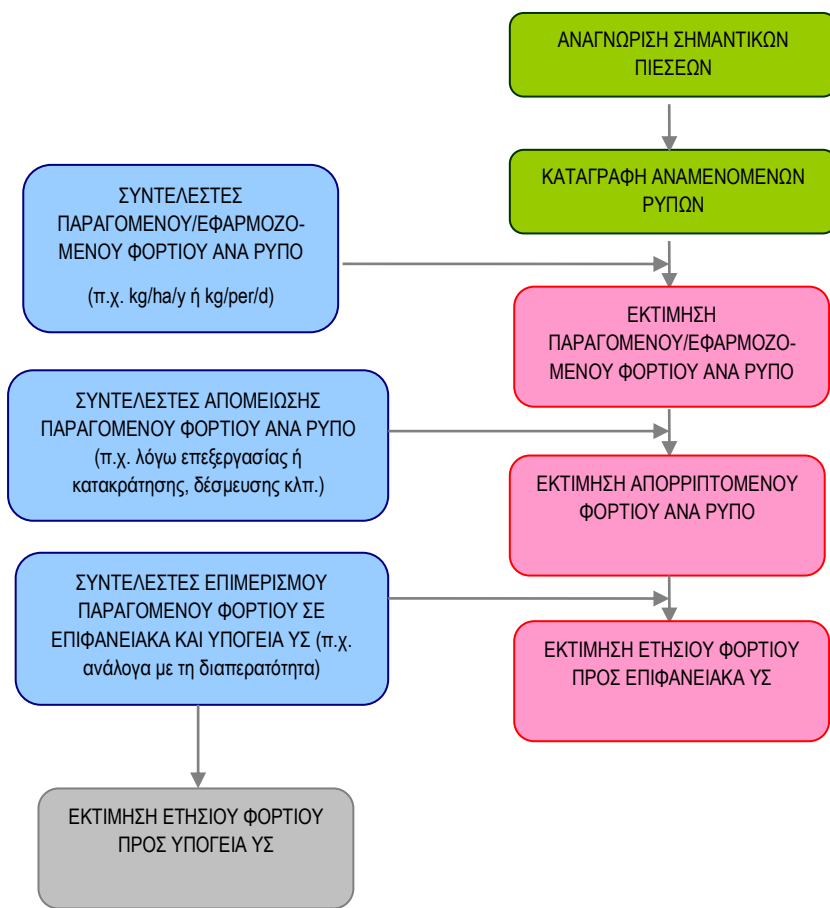 ΑΝΑΓΝΩΡΙΣΗ ΣΗΜΑΝΤΙΚΩΝ
ΠΙΕΣΕΩΝ
ΚΑΤΑΓΡΑΦΗ ΑΝΑΜΕΝΟΜΕΝΩΝ
ΡΥΠΩΝ
ΣΥΝΤΕΛΕΣΤΕΣ
ΠΑΡΑΓΟΜΕΝΟΥ/ΕΦΑΡΜΟΖΟ-
ΜΕΝΟΥ ΦΟΡΤΙΟΥ ΑΝΑ ΡΥΠΟ
(π.χ. kg/ha/y ή kg/per/d)
ΕΚΤΙΜΗΣΗ
ΠΑΡΑΓΟΜΕΝΟΥ/ΕΦΑΡΜΟΖΟ-
ΜΕΝΟΥ ΦΟΡΤΙΟΥ ΑΝΑ ΡΥΠΟ
ΣΥΝΤΕΛΕΣΤΕΣ ΑΠΟΜΕΙΩΣΗΣ
ΠΑΡΑΓΟΜΕΝΟΥ ΦΟΡΤΙΟΥ ΑΝΑ ΡΥΠΟ
(π.χ. λόγω επεξεργασίας ή
κατακράτησης, δέσμευσης κλπ.)
ΕΚΤΙΜΗΣΗ ΑΠΟΡΡΙΠΤΟΜΕΝΟΥ
ΦΟΡΤΙΟΥ ΑΝΑ ΡΥΠΟ
ΣΥΝΤΕΛΕΣΤΕΣ ΕΠΙΜΕΡΙΣΜΟΥ
ΠΑΡΑΓΟΜΕΝΟΥ ΦΟΡΤΙΟΥ ΣΕ
ΕΠΙΦΑΝΕΙΑΚΑ ΚΑΙ ΥΠΟΓΕΙΑ ΥΣ (π.χ.
ανάλογα με τη διαπερατότητα)
ΕΚΤΙΜΗΣΗ ΕΤΗΣΙΟΥ ΦΟΡΤΙΟΥ
ΠΡΟΣ ΕΠΙΦΑΝΕΙΑΚΑ ΥΣ
ΕΚΤΙΜΗΣΗ ΕΤΗΣΙΟΥ ΦΟΡΤΙΟΥ
ΠΡΟΣ ΥΠΟΓΕΙΑ ΥΣ